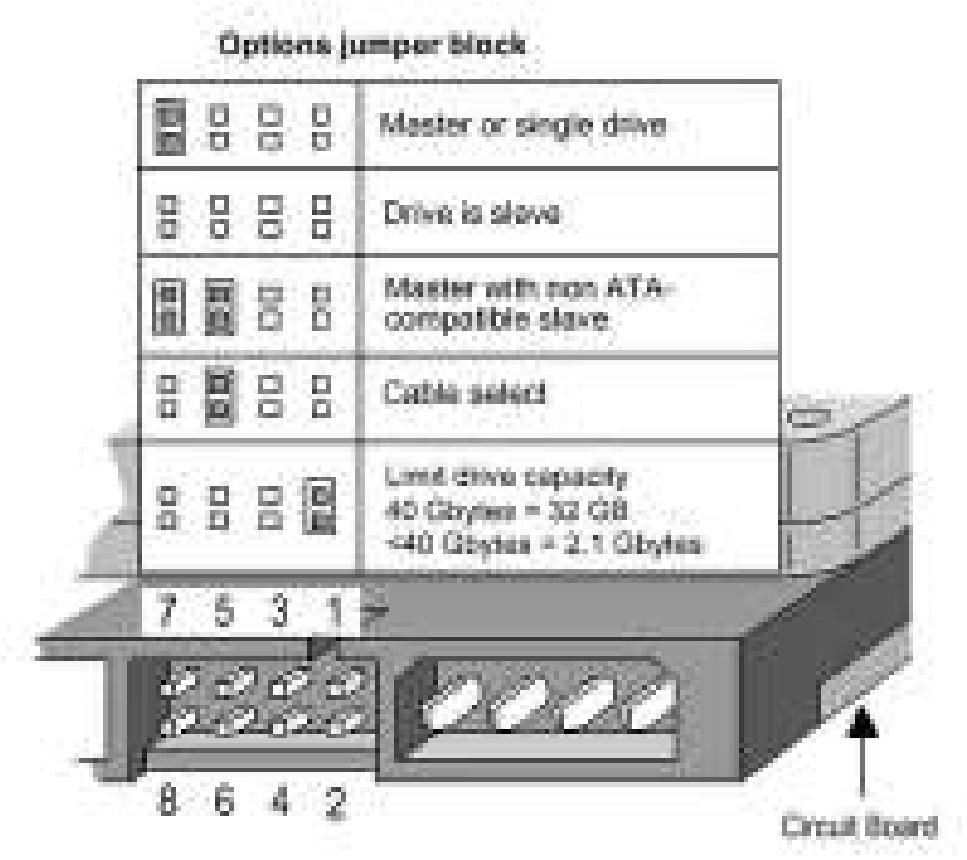 Options jumper block
Master or single drive
Drive is slave
Master with non ATA-
compatible slave
Cable select
Limit drive capacity
40 Gbytes = 32 GB
<40 Gbytes = 2.1 Gbytes
7 5 3 1
8 6 4 2
Circuit Board